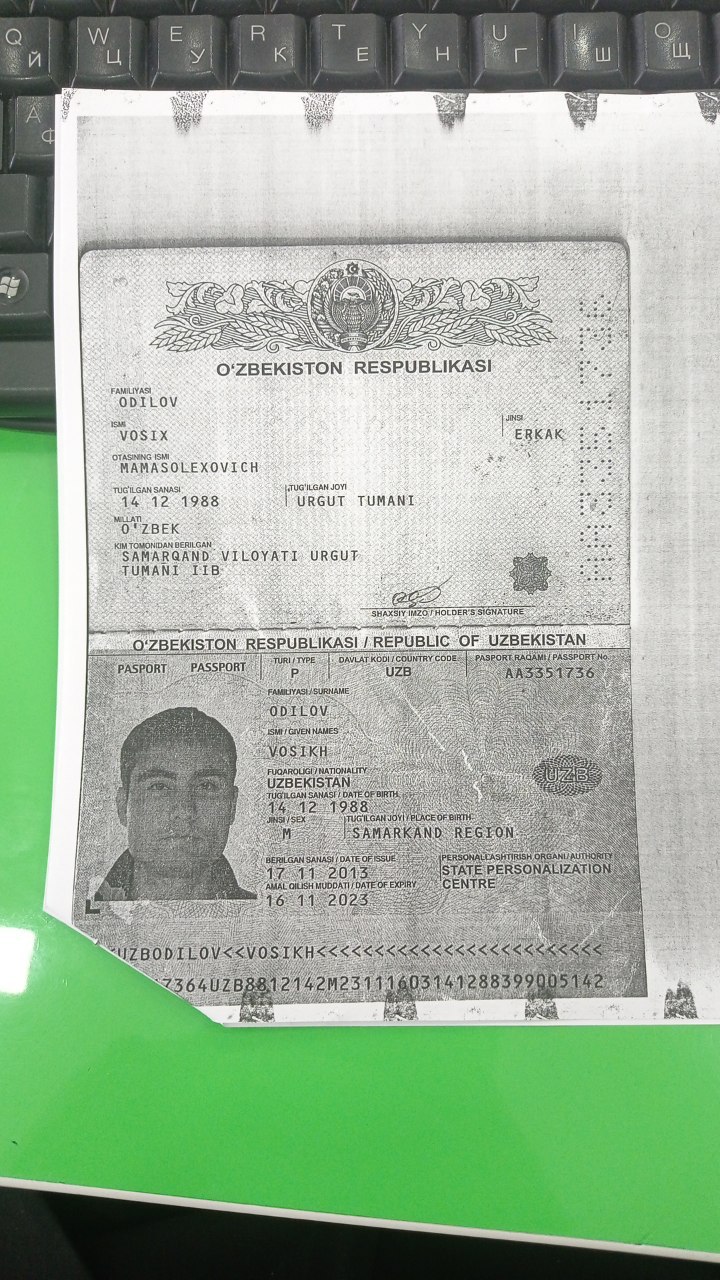 Q Й
W Ц
E У
R К
T Е
Y Н
U Г
I Ш
O Щ
A Ф
O‘ZBEKISTON RESPUBLIKASI
FAMILIYASI
ODILOV
ISMI
VOSIX
JINSI
ERKAK
OTASINING ISMI
MAMASOLEXOVICH
TUG‘ILGAN SANASI
14 12 1988
TUG‘ILGAN JOYI
URGUT TUMANI
MILLATI
O'ZBEK
KIM TOMONIDAN BERILGAN
SAMARQAND VILOYATI URGUT
TUMANI IIB
SHAXSIY IMZO / HOLDER'S SIGNATURE
O‘ZBEKISTON RESPUBLIKASI / REPUBLIC OF UZBEKISTAN
PASPORT PASSPORT
TURI / TYPE
P
DAVLAT KODI / COUNTRY CODE
UZB
PASPORT RAQAMI / PASSPORT No.
AA3351736
FAMILIYASI / SURNAME
ODILOV
ISMI / GIVEN NAMES
VOSIKH
FUQAROLIGI / NATIONALITY
UZBEKISTAN
UZB
TUG‘ILGAN SANASI / DATE OF BIRTH
14 12 1988
JINSI / SEX
M
TUG‘ILGAN JOYI / PLACE OF BIRTH
SAMARKAND REGION
BERILGAN SANASI / DATE OF ISSUE
17 11 2013
PERSONALLASHTIRISH ORGANI / AUTHORITY
STATE PERSONALIZATION
CENTRE
AMAL QILISH MUDDATI / DATE OF EXPIRY
16 11 2023
UZBODILOV<<VOSIKH<<<<<<<<<<<<<<<<<<<<<<<<<
7364UZB8812142M23111603141288399005142